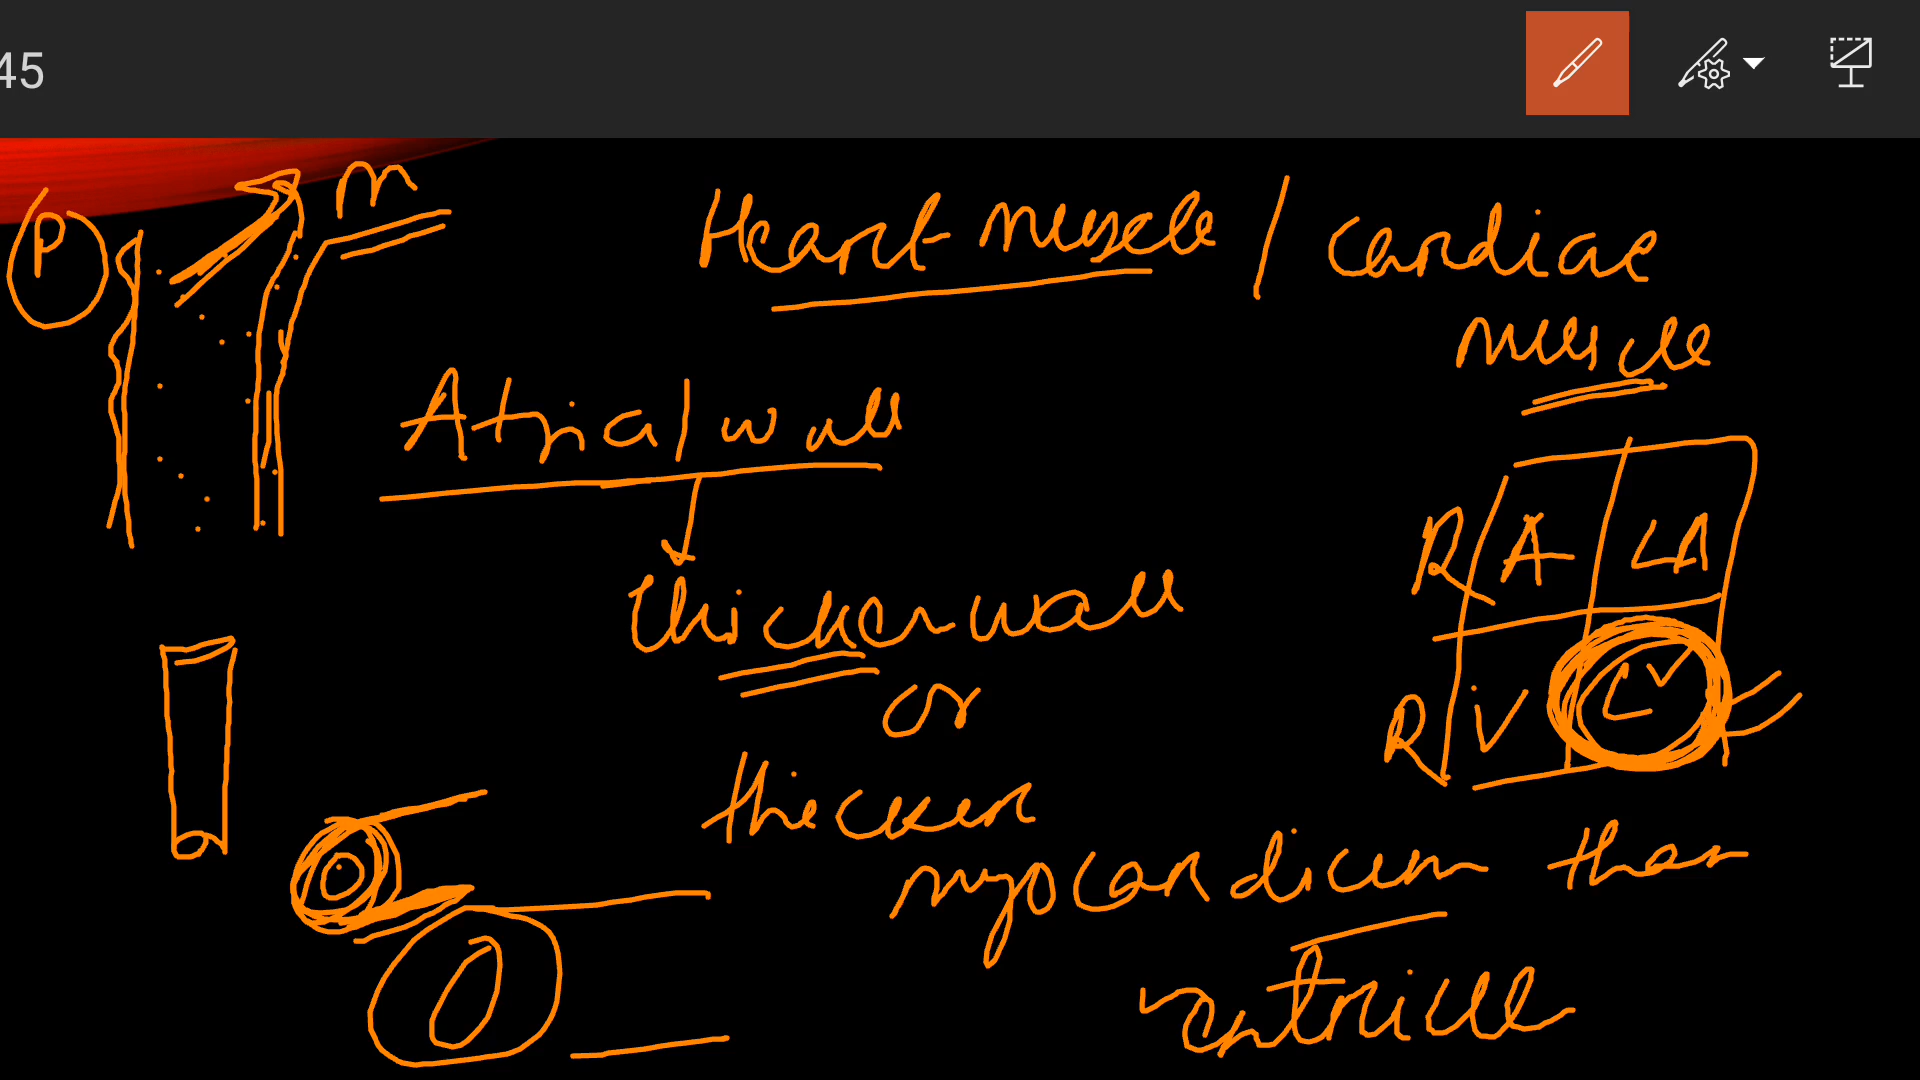 45
P
m
Heart muscle / cardiac
muscle
Atrial wall
thicker wall
or
thicker
myocardium than
ventricle
RA LA
RV LV